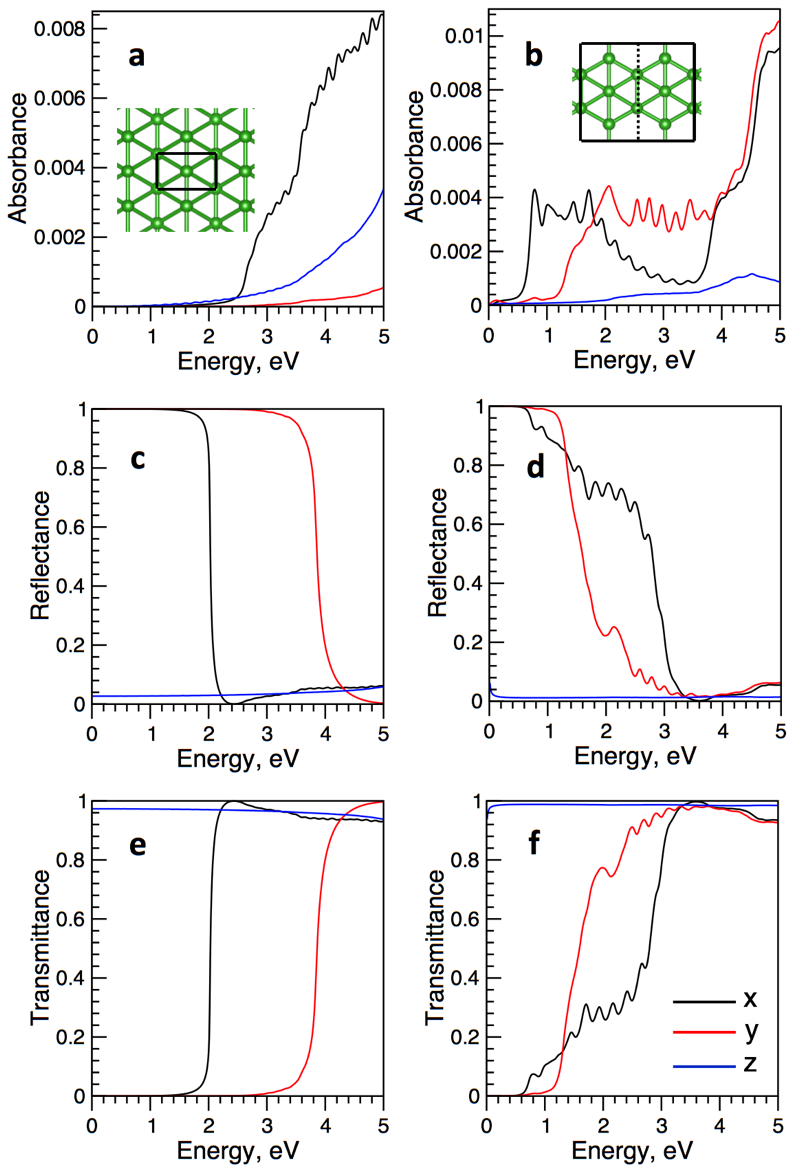 a
Absorbance
0.008
0.006
0.004
0.002
0
0 1 2 3 4 5
Energy, eV
b
Absorbance
0.01
0.008
0.006
0.004
0.002
0
0 1 2 3 4 5
Energy, eV
c
Reflectance
1
0.8
0.6
0.4
0.2
0
0 1 2 3 4 5
Energy, eV
d
Reflectance
1
0.8
0.6
0.4
0.2
0
0 1 2 3 4 5
Energy, eV
e
Transmittance
1
0.8
0.6
0.4
0.2
0
0 1 2 3 4 5
Energy, eV
f
Transmittance
1
0.8
0.6
0.4
0.2
0
x
y
z
0 1 2 3 4 5
Energy, eV